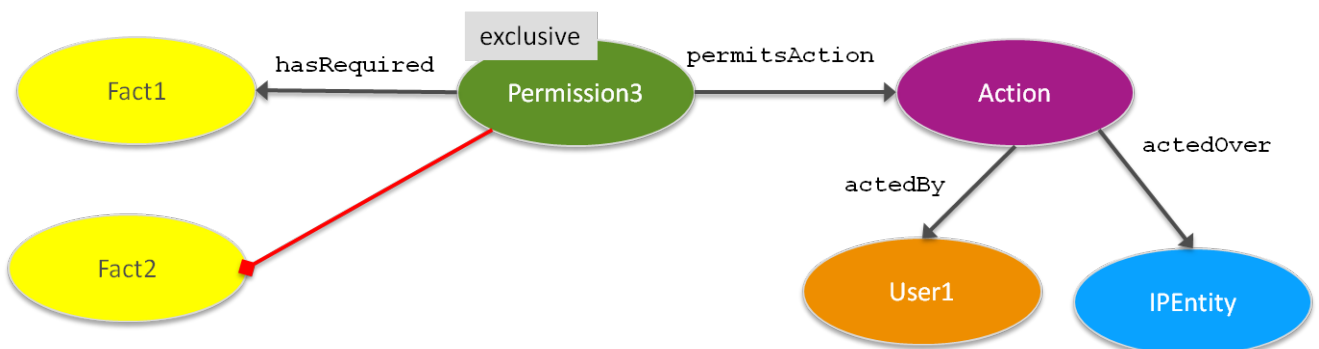 exclusive
Fact1
hasRequired
Permission3
permitsAction
Action
actedOver
actedBy
Fact2
User1
IPEntity